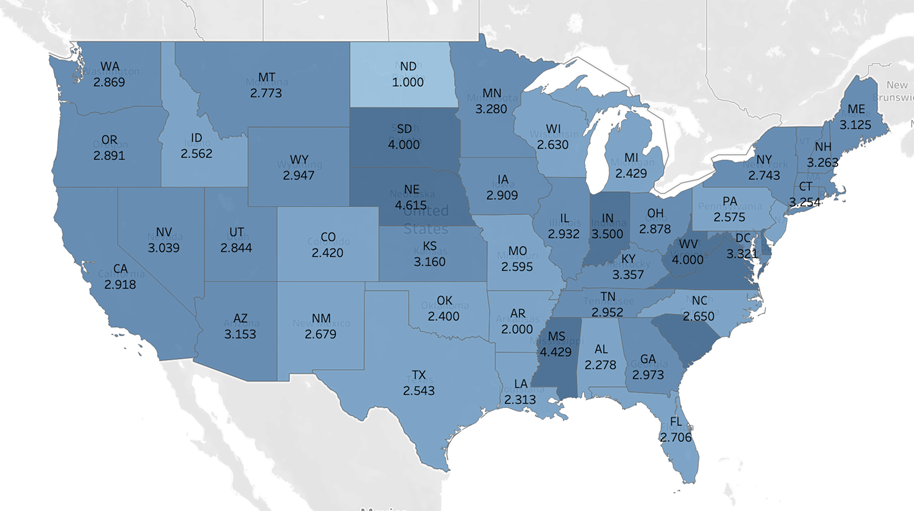 WA
2.869
MT
2.773
ND
1.000
MN
3.280
ME
3.125
New
Brunswick
OR
2.891
ID
2.562
SD
4.000
WI
2.630
MI
2.429
NY
2.743
NH
3.263
WY
2.947
IA
2.909
CT
3.254
NE
4.615
United
States
PA
2.575
NV
3.039
UT
2.844
CO
2.420
KS
3.160
MO
2.595
IL
2.932
IN
3.500
OH
2.878
WV
4.000
DC
3.321
CA
2.918
KY
3.357
AZ
3.153
NM
2.679
OK
2.400
AR
2.000
TN
2.952
NC
2.650
TX
2.543
LA
2.313
MS
4.429
AL
2.278
GA
2.973
FL
2.706